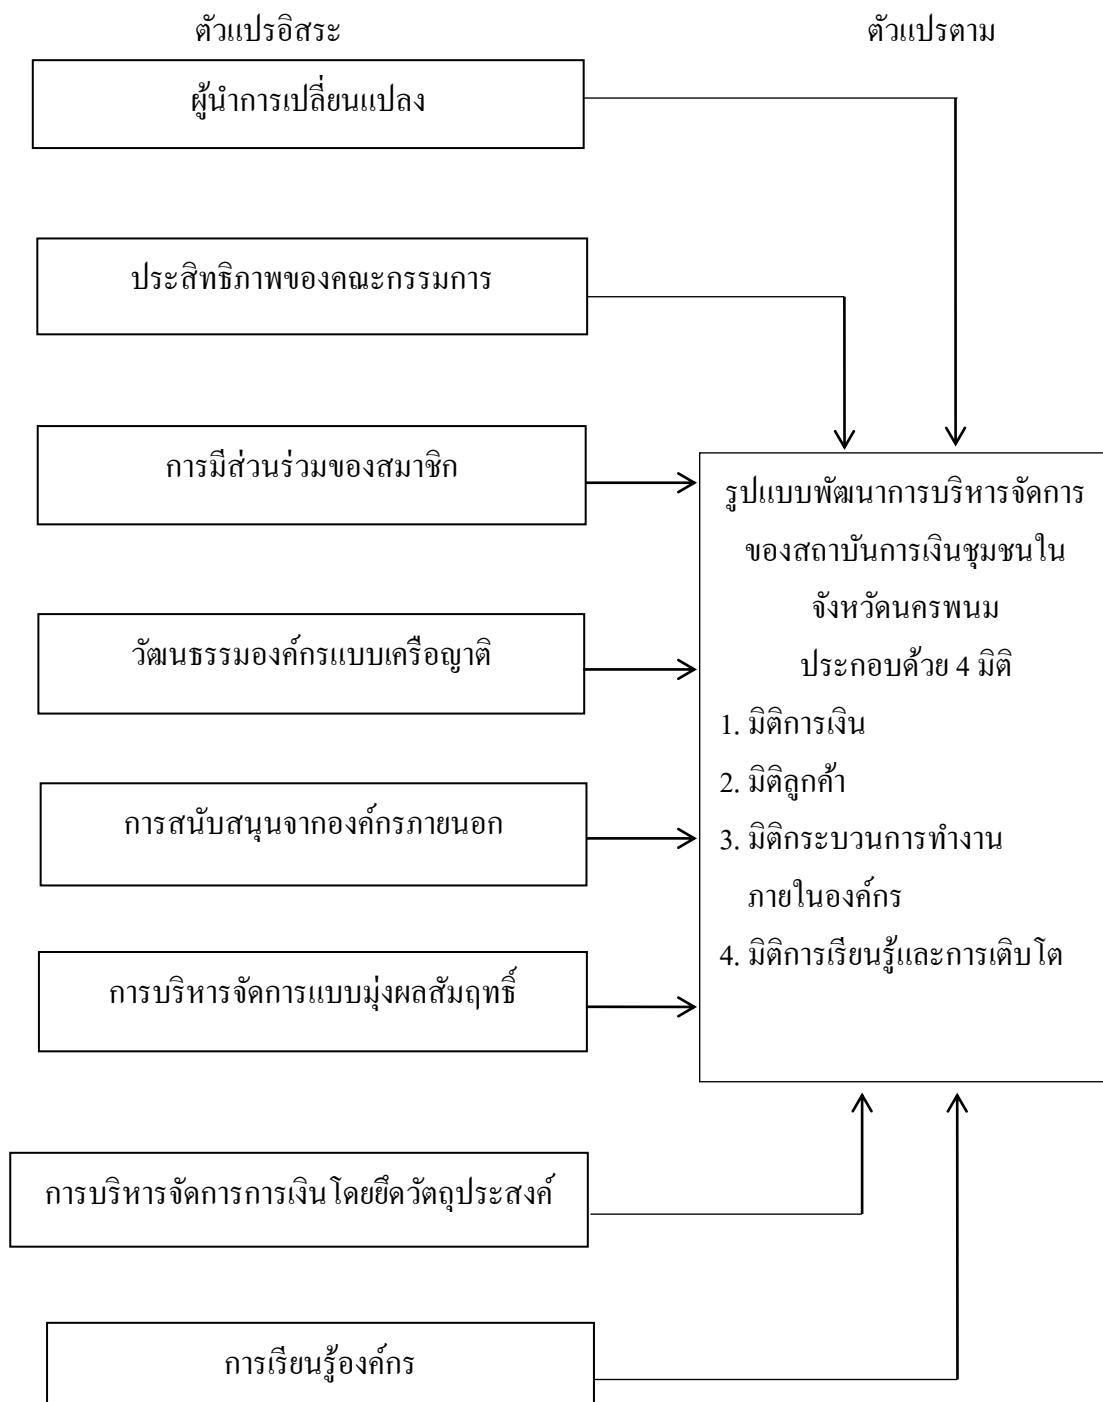 ตัวแปรอิสระ
ตัวแปรตาม
ผู้นำการเปลี่ยนแปลง
ประสิทธิภาพของคณะกรรมการ
การมีส่วนร่วมของสมาชิก
วัฒนธรรมองค์กรแบบเครือญาติ
การสนับสนุนจากองค์กรภายนอก
การบริหารจัดการแบบมุ่งผลสัมฤทธิ์
การบริหารจัดการการเงินโดยยึดวัตถุประสงค์
การเรียนรู้องค์กร
รูปแบบพัฒนาการบริหารจัดการ
ของสถาบันการเงินชุมชนใน
จังหวัดนครพนม
ประกอบด้วย 4 มิติ
1. มิติการเงิน
2. มิติลูกค้า
3. มิติกระบวนการทำงาน
ภายในองค์กร
4. มิติการเรียนรู้และการเติบโต